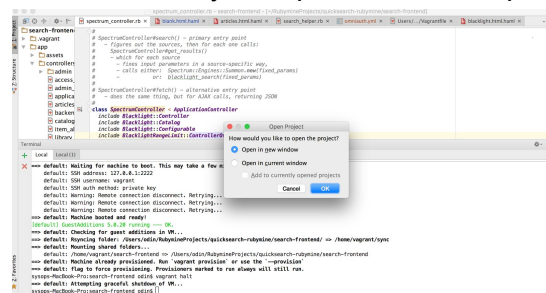 spectrum_controller.rb - search-frontend - [~/RubymineProjects/quicksearch-rubymine/search-frontend]
spectrum_controller.rb
blank.html.haml
articles.html.haml
search_helper.rb
omniauth.yml
Users/.../Vagrantfile
blacklight.html.haml
1: Project
Structure
2: Favorites
search-frontend
.vagrant
app
assets
controllers
admin
access_
admin_
applica
articles
backen
catalog
item_al
library
#
# SpectrumController#search() - primary entry point
# - figures out the sources, then for each one calls:
# SpectrumController#get_results()
# - which for each source
# - fixes input parameters in a source-specific way,
# - calls either: Spectrum::Engines::Summon.new(fixed_params)
# or: blacklight_search(fixed_params)
#
# SpectrumController#fetch() - alternative entry point
# - does the same thing, but for AJAX calls, returning JSON
#
class SpectrumController < ApplicationController
include Blacklight::Controller
include Blacklight::Catalog
include Blacklight::Configurable
include BlacklightRangeLimit::ControllerOv
Open Project
How would you like to open the project?
Open in new window
Open in current window
Add to currently opened projects
Cancel
OK
Terminal
Local
Local (1)
==> default: Waiting for machine to boot. This may take a few m
default: SSH address: 127.0.0.1:2222
default: SSH username: vagrant
default: SSH auth method: private key
default: Warning: Remote connection disconnect. Retrying...
default: Warning: Remote connection disconnect. Retrying...
default: Warning: Remote connection disconnect. Retrying...
==> default: Machine booted and ready!
[default] GuestAdditions 5.0.20 running --- OK.
==> default: Checking for guest additions in VM...
==> default: Rsyncing folder: /Users/odin/RubymineProjects/quicksearch-rubymine/search-frontend/ => /home/vagrant/sync
==> default: Mounting shared folders...
default: /home/vagrant/search-frontend => /Users/odin/RubymineProjects/quicksearch-rubymine/search-frontend
==> default: Machine already provisioned. Run `vagrant provision` or use the `--provision`
==> default: flag to force provisioning. Provisioners marked to run always will still run.
sysops-MacBook-Pro:search-frontend odin$ vagrant halt
==> default: Attempting graceful shutdown of VM...
sysops-MacBook-Pro:search-frontend odin$